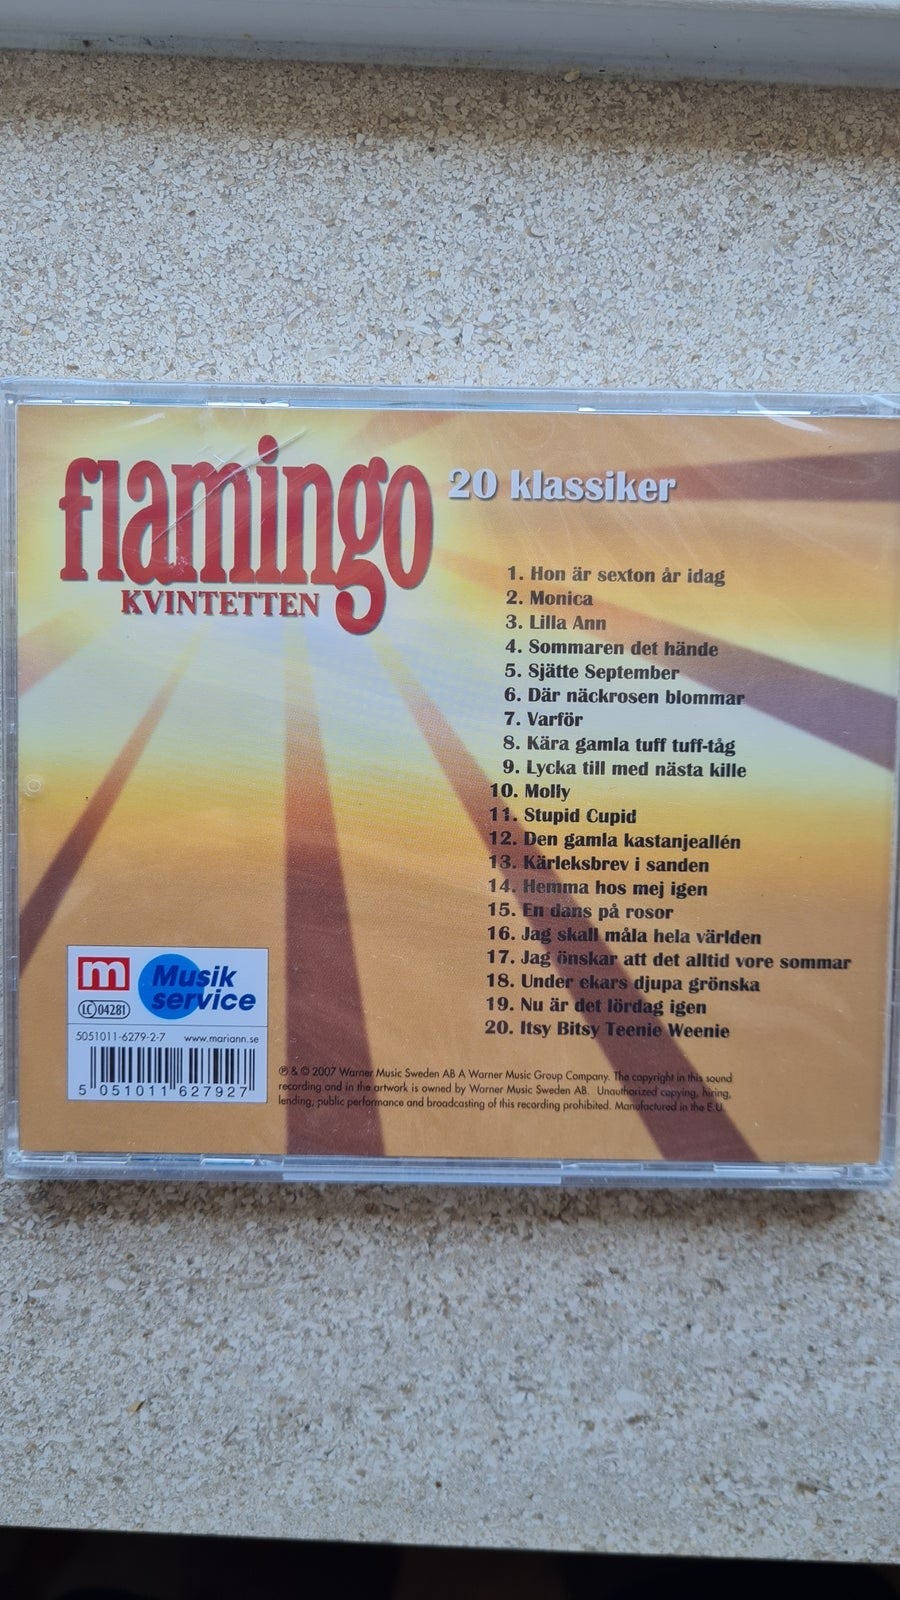 flamingo
KVINTETTEN
20 klassiker
1. Hon är sexton år idag
2. Monica
3. Lilla Ann
4. Sommaren det hände
5. Sjätte September
6. Där näckrosen blommar
7. Varför
8. Kära gamla tuff tuff-tåg
9. Lycka till med nästa kille
10. Molly
11. Stupid Cupid
12. Den gamla kastanjeallén
13. Kärleksbrev i sanden
14. Hemma hos mej igen
15. En dans på rosor
16. Jag skall måla hela världen
17. Jag önskar att det alltid vore sommar
18. Under ekars djupa grönska
19. Nu är det lördag igen
20. Itsy Bitsy Teenie Weenie
m
LC 04281
Musik
service
5051011-6279-2-7 www.mariann.se
5 051011 627927
℗ & © 2007 Warner Music Sweden AB A Warner Music Group Company. The copyright in this sound
recording and in the artwork is owned by Warner Music Sweden AB. Unauthorized copying, hiring,
lending, public performance and broadcasting of this recording prohibited. Manufactured in the E.U.